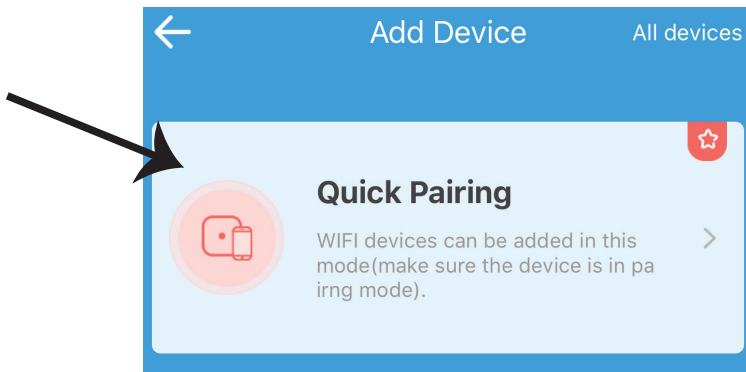 Add Device
All devices
Quick Pairing
WIFI devices can be added in this
mode(make sure the device is in pa
irng mode).